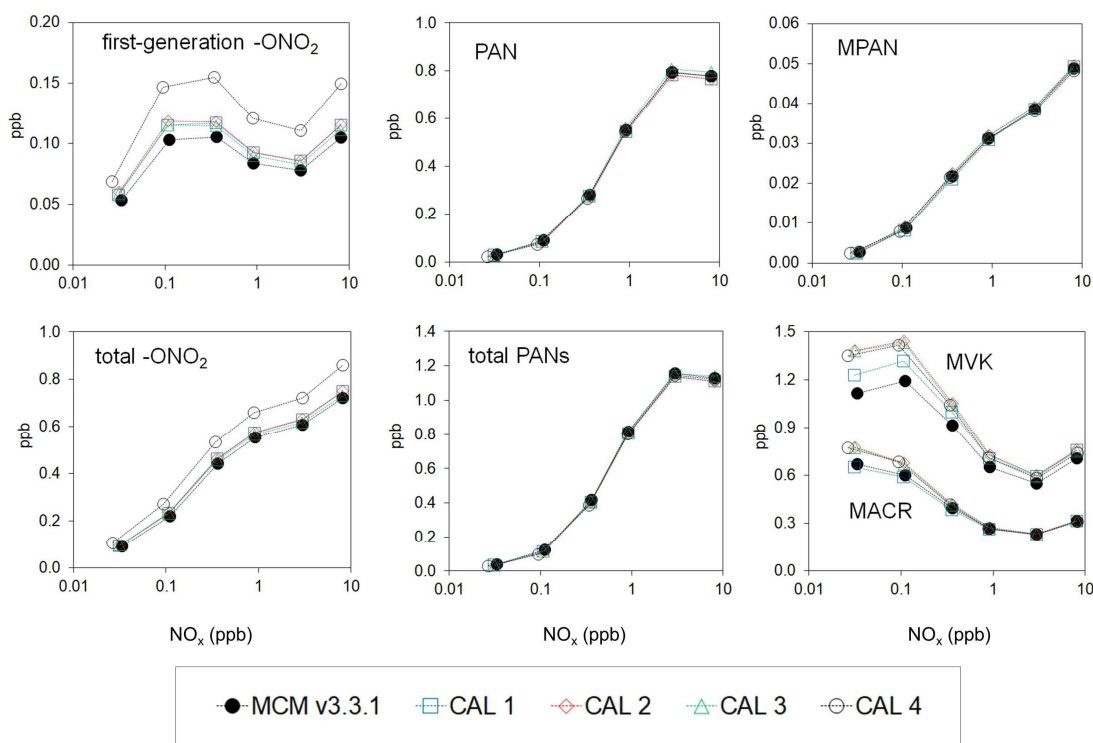 first-generation -ONO₂
ppb
0.20
0.15
0.10
0.05
0.00
0.01 0.1 1 10
PAN
ppb
1.0
0.8
0.6
0.4
0.2
0.0
0.01 0.1 1 10
MPAN
ppb
0.06
0.05
0.04
0.03
0.02
0.01
0.00
0.01 0.1 1 10
total -ONO₂
ppb
1.0
0.8
0.6
0.4
0.2
0.0
0.01 0.1 1 10
NOₓ (ppb)
total PANs
ppb
1.4
1.2
1.0
0.8
0.6
0.4
0.2
0.0
0.01 0.1 1 10
NOₓ (ppb)
MVK
MACR
ppb
1.5
1.2
0.9
0.6
0.3
0.0
0.01 0.1 1 10
NOₓ (ppb)
MCM v3.3.1 CAL 1 CAL 2 CAL 3 CAL 4